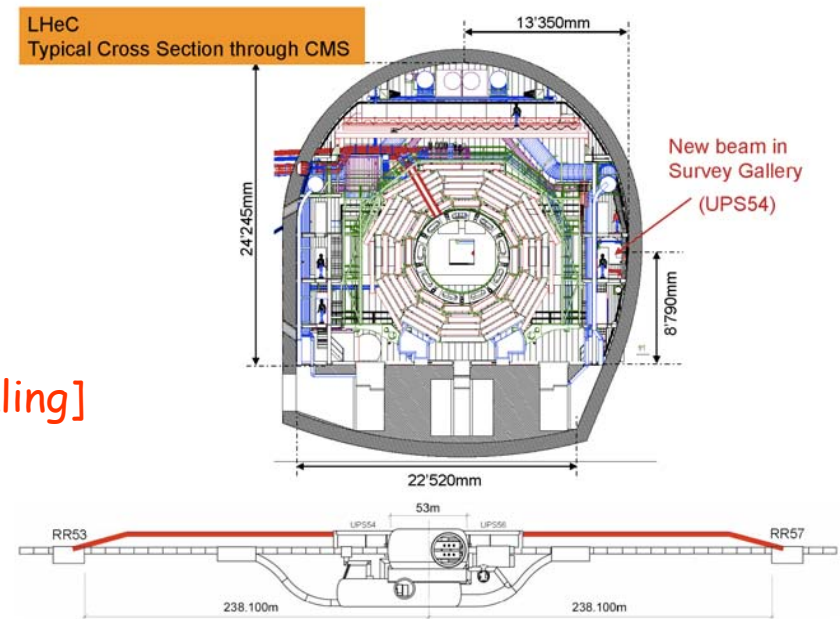 LHeC
Typical Cross Section through CMS
13'350mm
New beam in
Survey Gallery
(UPS54)
24'245mm
8'790mm
ling]
22'520mm
53m
RR53
UPS54
UPS56
RR57
238.100m
238.100m